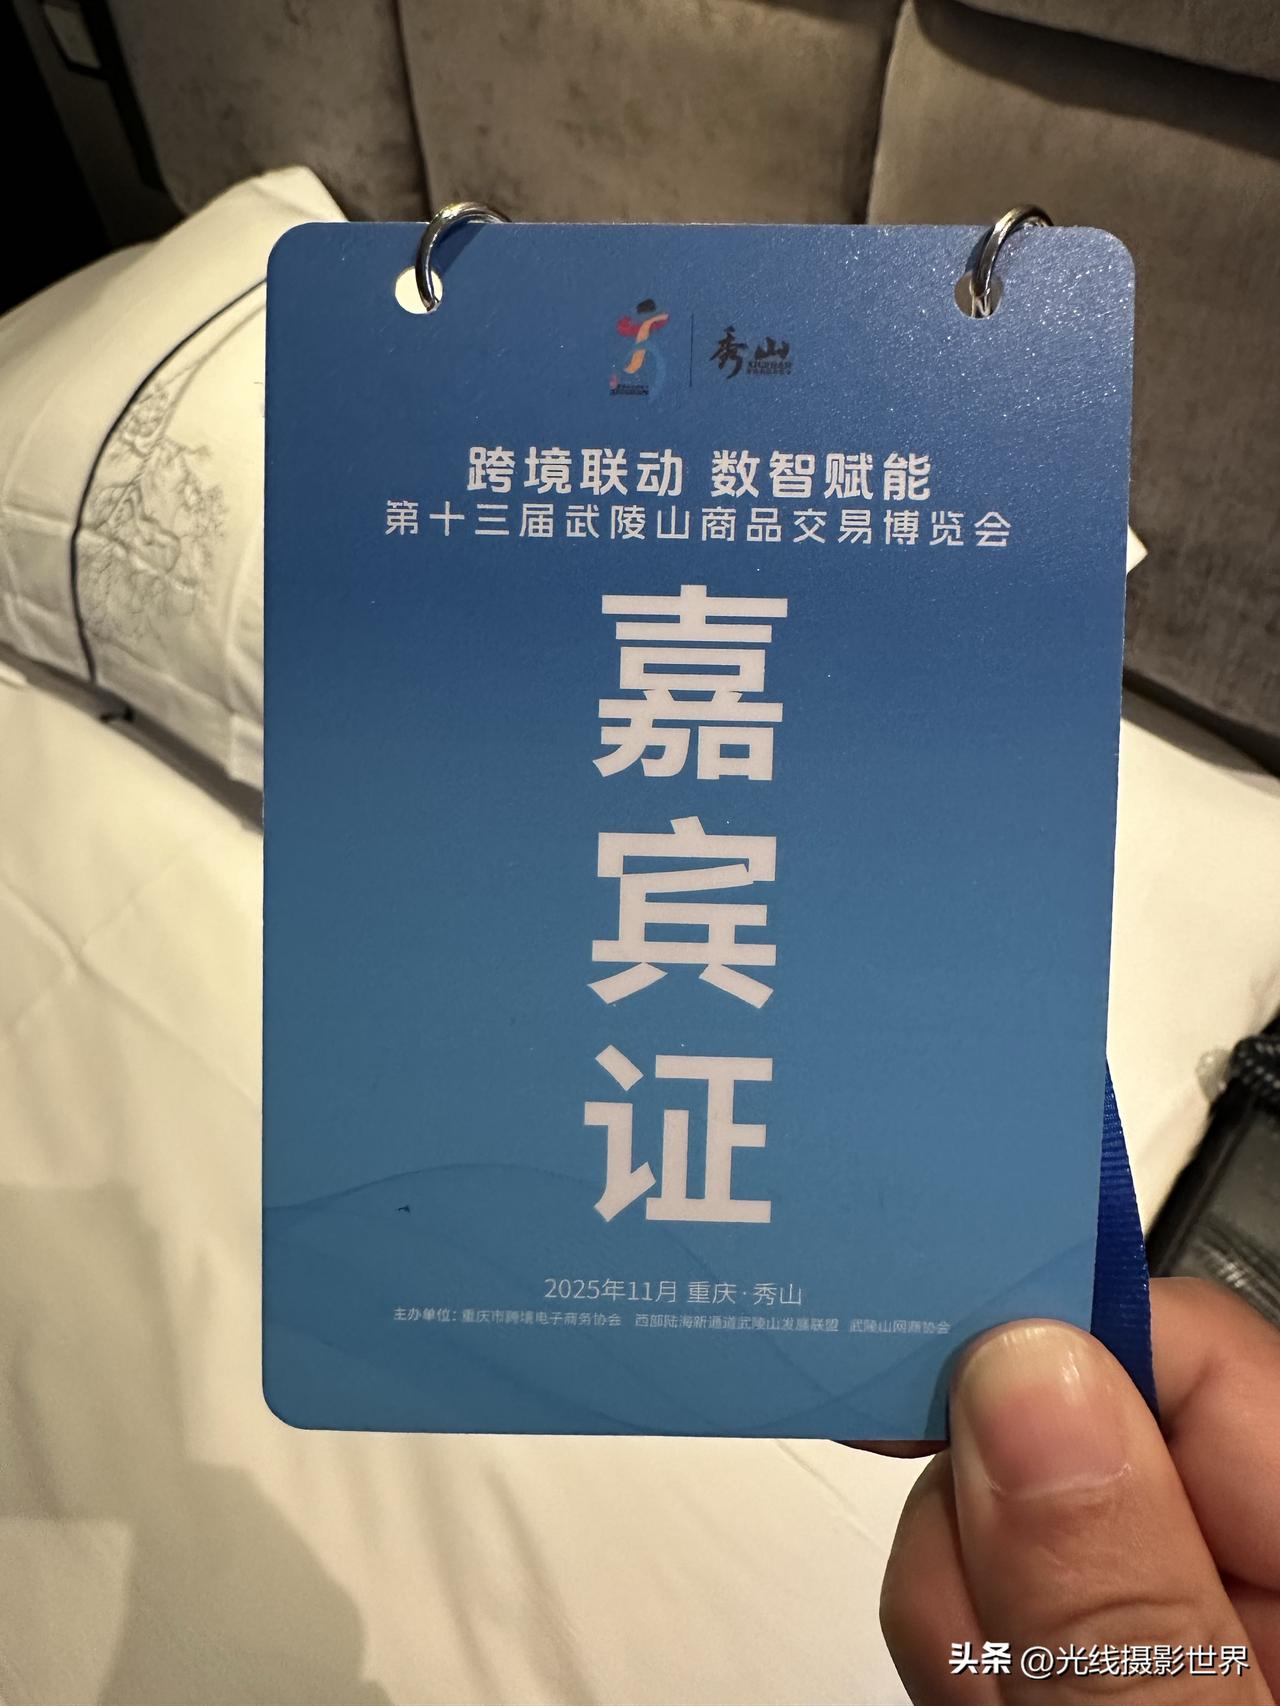 秀山
跨境联动 数智赋能
第十三届武陵山商品交易博览会
嘉
宾
证
2025年11月 重庆·秀山
主办单位：重庆市跨境电子商务协会 西部陆海新通道武陵山发展联盟 武陵山网商协会
头条 @光线摄影世界